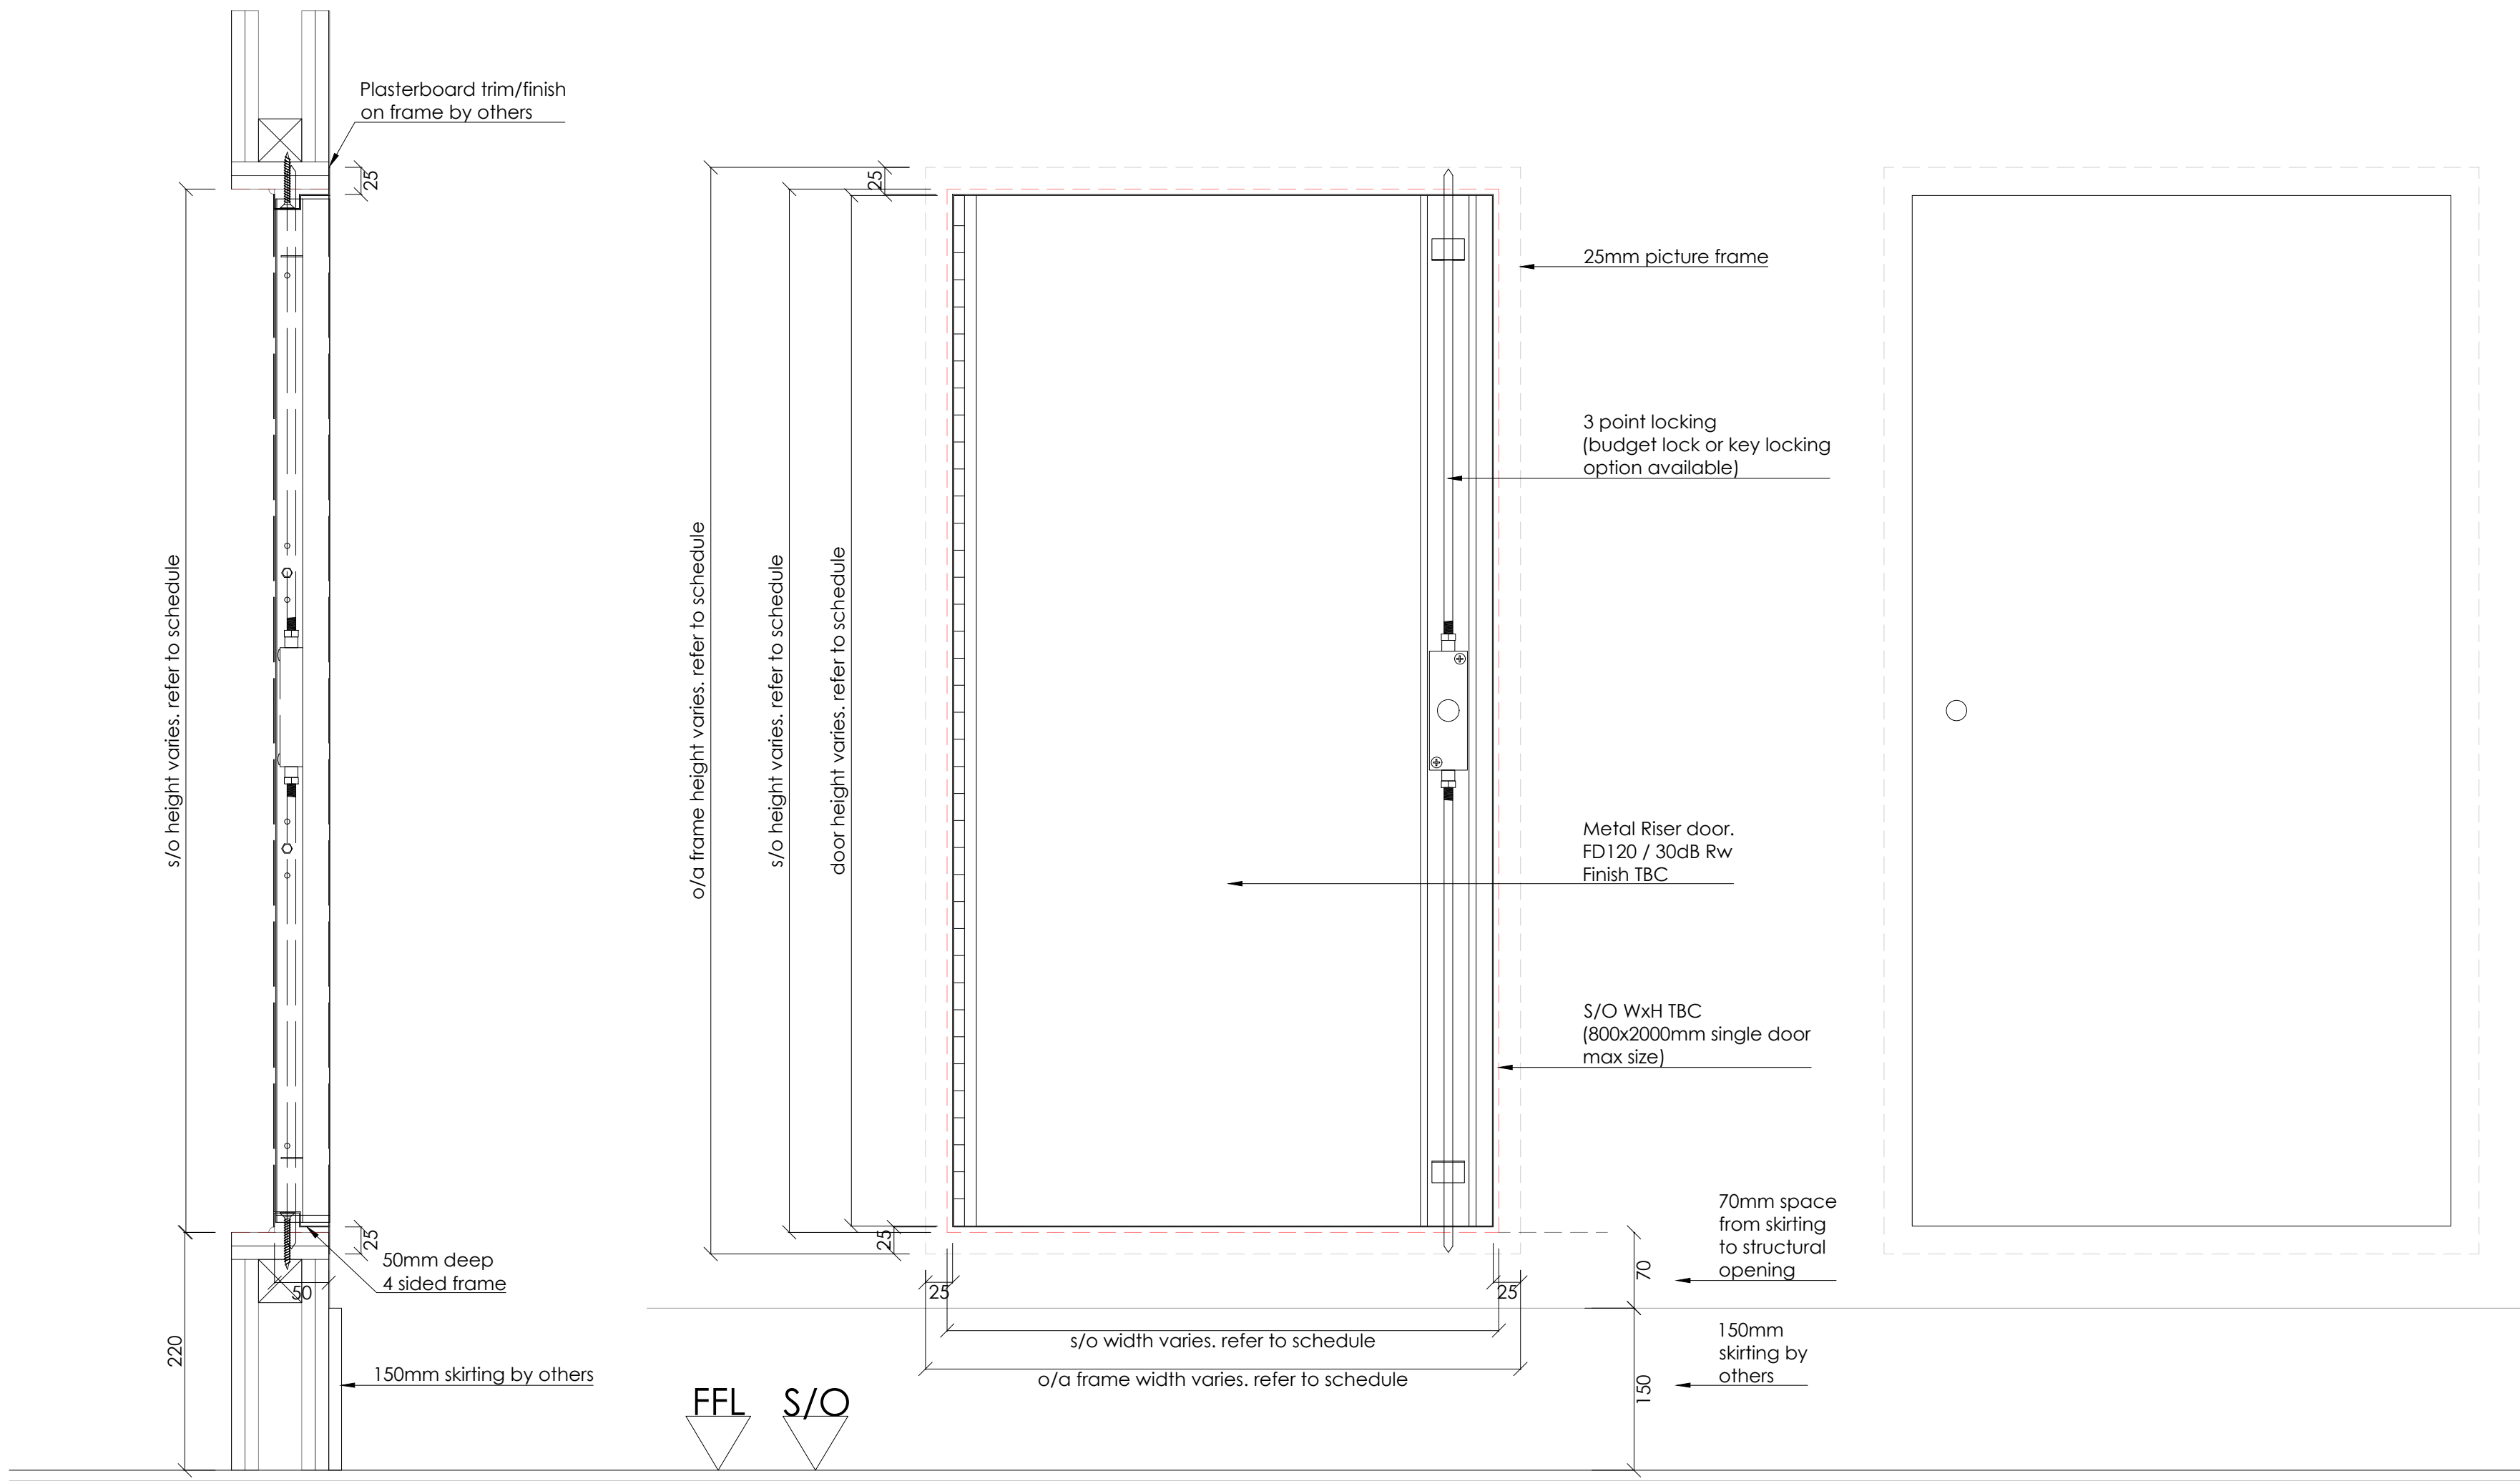 Plasterboard trim/finish
on frame by others
25
s/o height varies. refer to schedule
25
50mm deep
4 sided frame
50
220
150mm skirting by others
o/a frame height varies. refer to schedule
s/o height varies. refer to schedule
door height varies. refer to schedule
25
25
25
25
s/o width varies. refer to schedule
o/a frame width varies. refer to schedule
FFL
S/O
25mm picture frame
3 point locking
(budget lock or key locking
option available)
Metal Riser door.
FD120 / 30dB Rw
Finish TBC
S/O WxH TBC
(800x2000mm single door
max size)
70mm space
from skirting
to structural
opening
70
150mm
skirting by
others
150